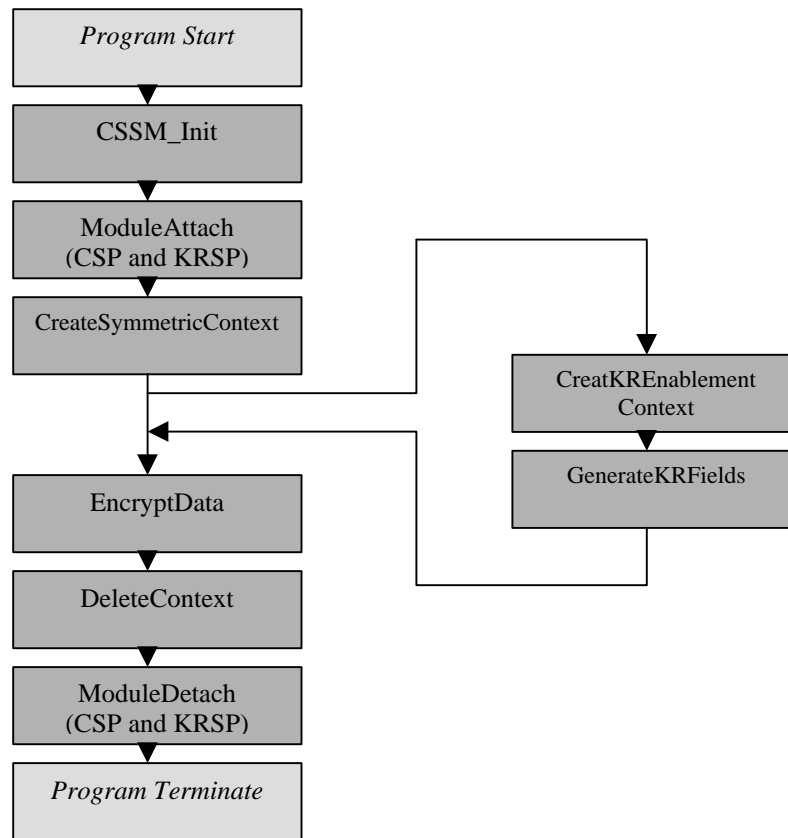 Program Start
CSSM_Init
ModuleAttach
(CSP and KRSP)
CreateSymmetricContext
CreatKREnablement
Context
GenerateKRFields
EncryptData
DeleteContext
ModuleDetach
(CSP and KRSP)
Program Terminate